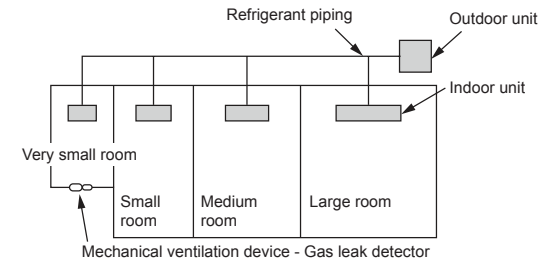 Refrigerant piping
Outdoor unit
Indoor unit
Very small room
Small
room
Medium
room
Large room
Mechanical ventilation device - Gas leak detector